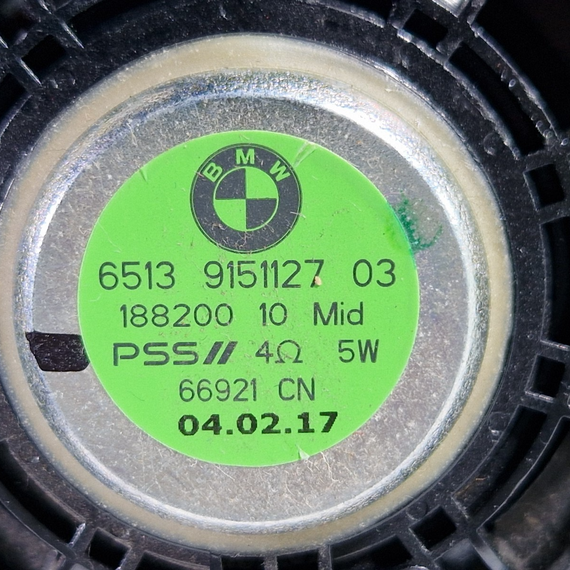 BMW
6513 9151127 03
188200 10 Mid
PSS// 4Ω 5W
66921 CN
04.02.17